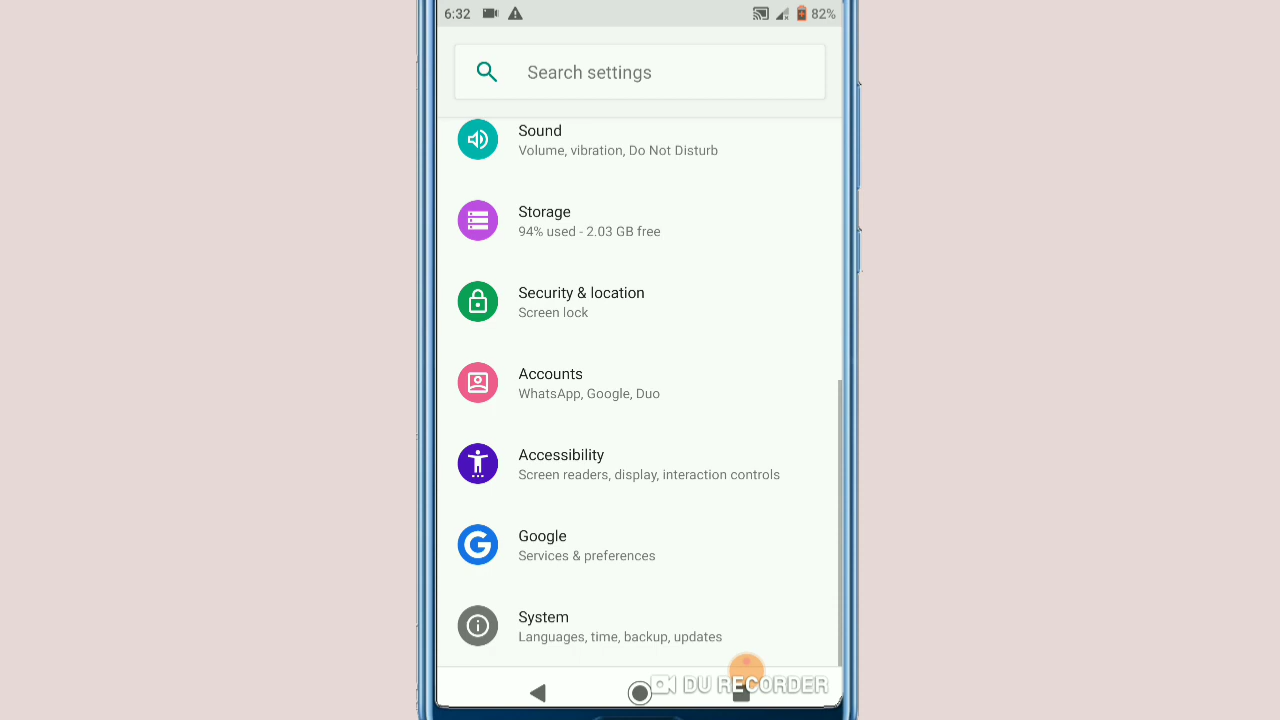 6:32 82%
Search settings
Sound
Volume, vibration, Do Not Disturb
Storage
94% used - 2.03 GB free
Security & location
Screen lock
Accounts
WhatsApp, Google, Duo
Accessibility
Screen readers, display, interaction controls
Google
Services & preferences
System
Languages, time, backup, updates
DU RECORDER